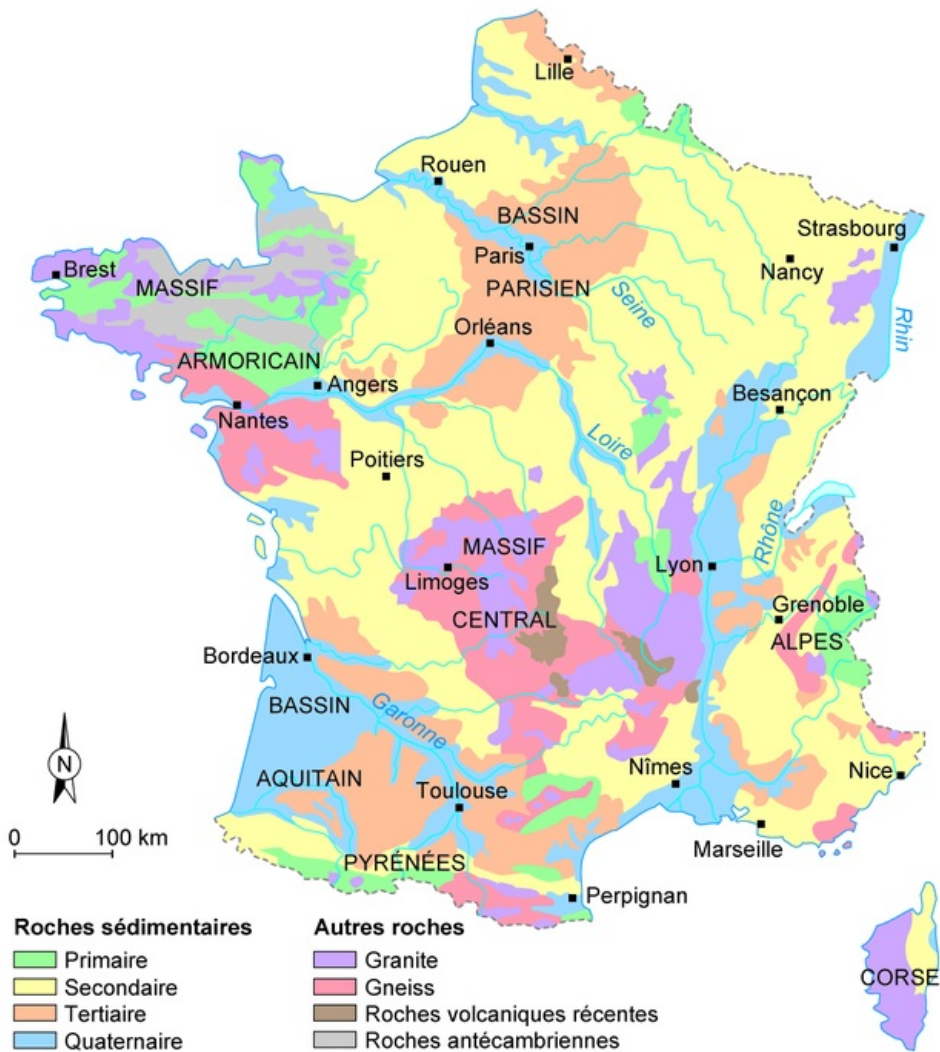 Lille
Rouen
BASSIN
Paris
PARISIEN
Strasbourg
Nancy
Seine
Rhin
Brest
MASSIF
ARMORICAIN
Orléans
Angers
Nantes
Besançon
Poitiers
Loire
MASSIF
Limoges
CENTRAL
Lyon
Rhône
Grenoble
ALPES
Bordeaux
BASSIN
Garonne
AQUITAIN
Toulouse
Nîmes
Nice
Marseille
PYRÉNÉES
Perpignan
CORSE
N
0 100 km
Roches sédimentaires
Primaire
Secondaire
Tertiaire
Quaternaire
Autres roches
Granite
Gneiss
Roches volcaniques récentes
Roches antécambriennes